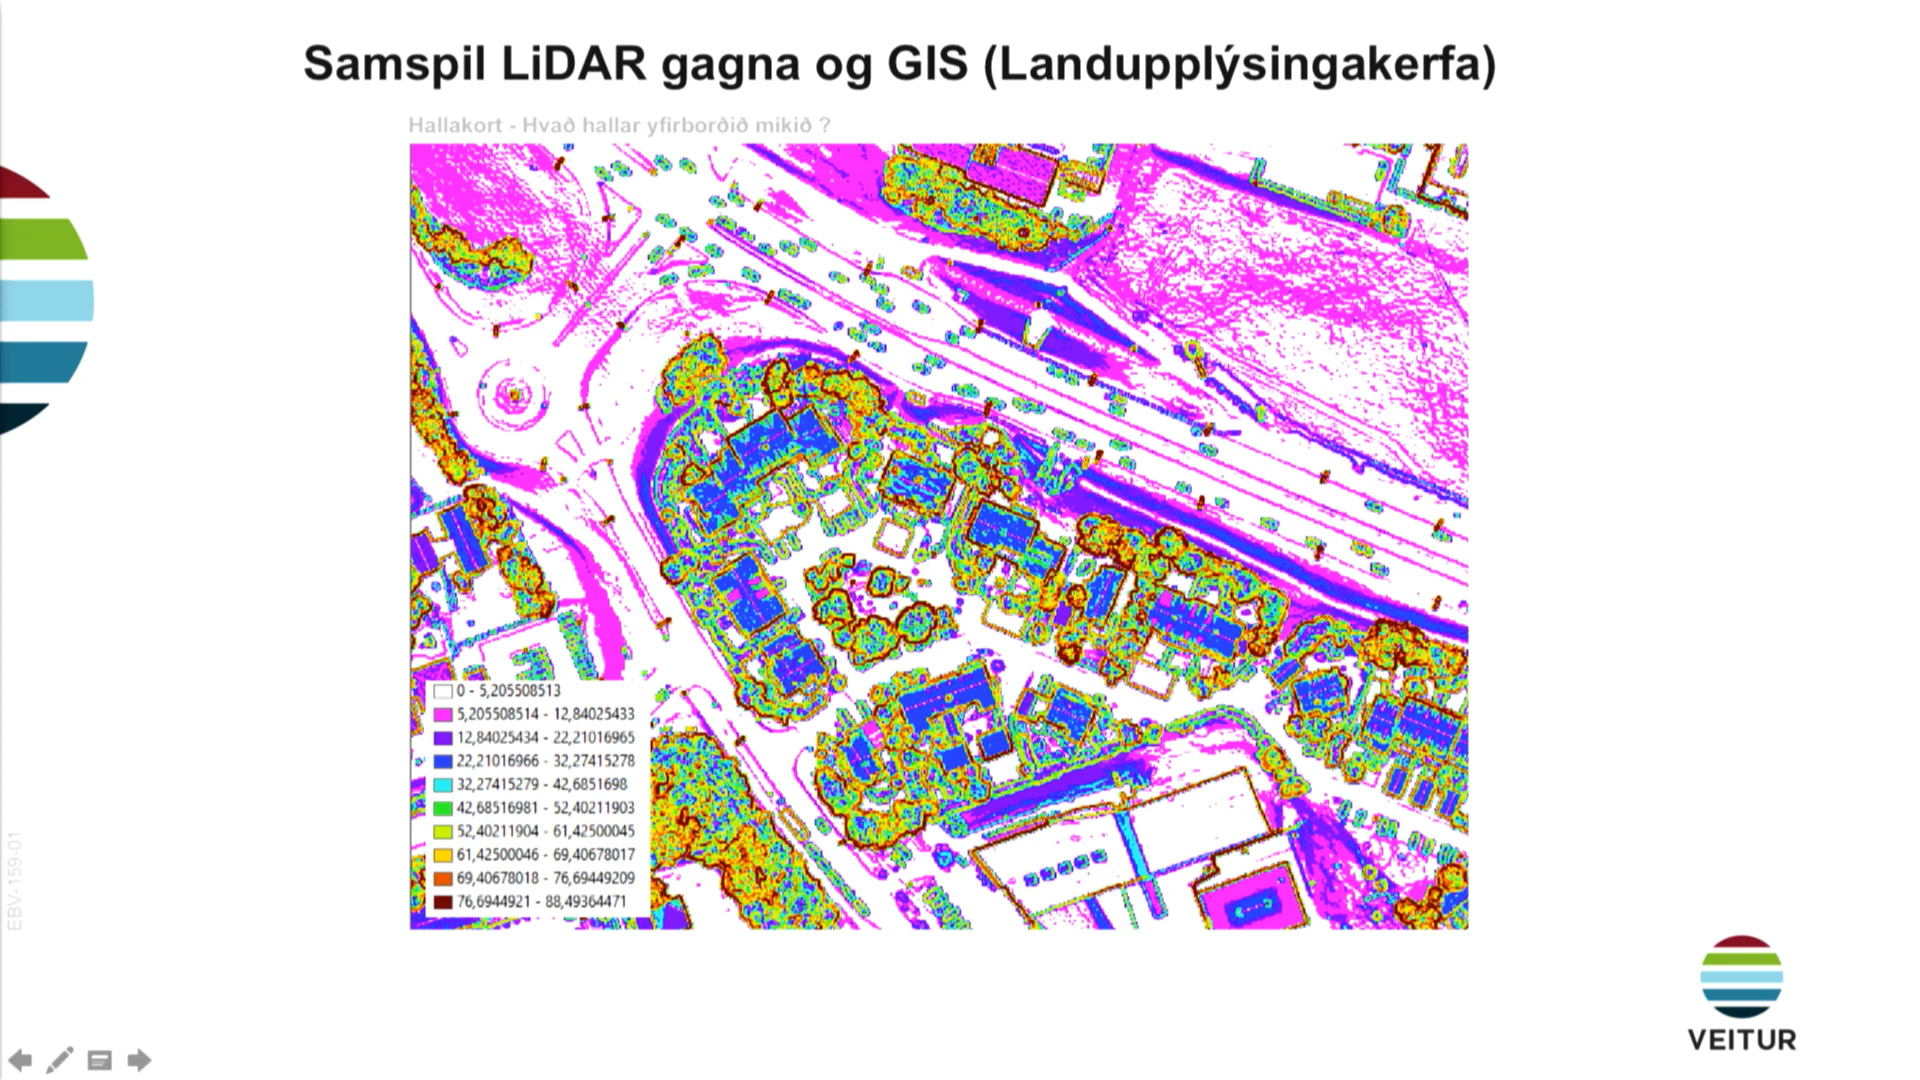 Samspil LiDAR gagna og GIS (Landupplýsingakerfa)
Hallakort - Hvað hallar yfirborðið mikið ?
0 - 5,205508513
5,205508514 - 12,84025433
12,84025434 - 22,21016965
22,21016966 - 32,27415278
32,27415279 - 42,6851698
42,68516981 - 52,40211903
52,40211904 - 61,42500045
61,42500046 - 69,40678017
69,40678018 - 76,69449209
76,6944921 - 88,49364471
EBV-159-01
VEITUR